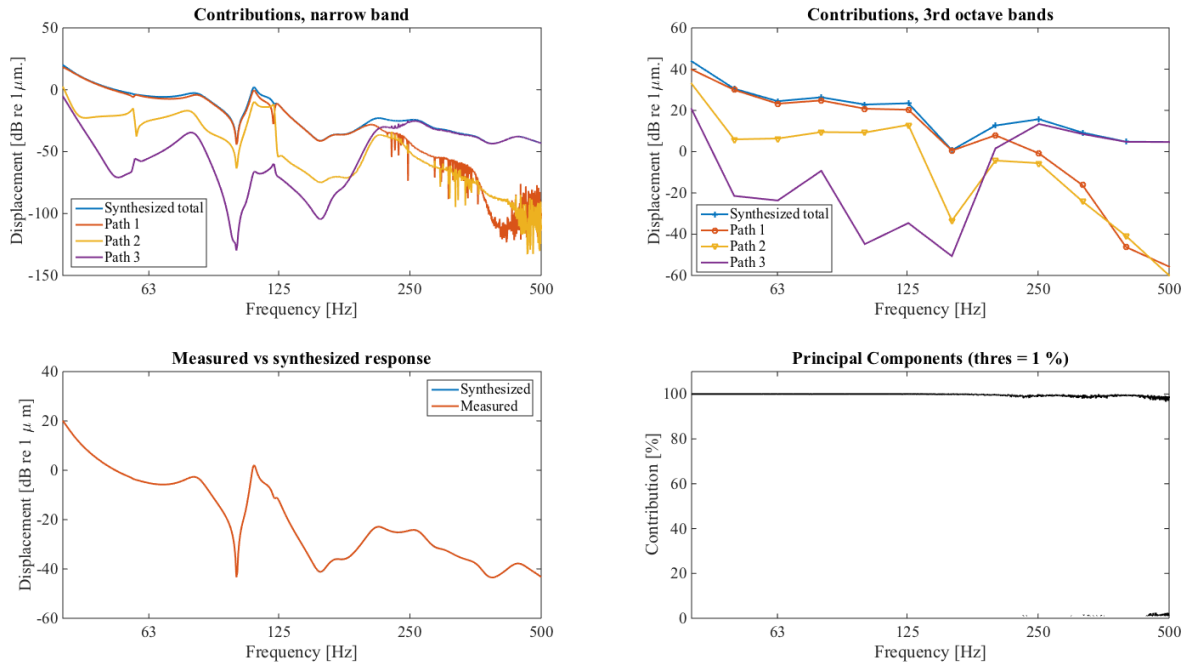 Contributions, narrow band
50
0
-50
-100
-150
Displacement [dB re 1μm.]
Synthesized total
Path 1
Path 2
Path 3
63
125
250
500
Frequency [Hz]
Contributions, 3rd octave bands
60
40
20
0
-20
-40
-60
Displacement [dB re 1μm.]
Synthesized total
Path 1
Path 2
Path 3
63
125
250
500
Frequency [Hz]
Measured vs synthesized response
40
20
0
-20
-40
-60
Displacement [dB re 1 μ m]
Synthesized
Measured
63
125
250
500
Frequency [Hz]
Principal Components (thres = 1 %)
100
80
60
40
20
0
Contribution [%]
63
125
250
500
Frequency [Hz]